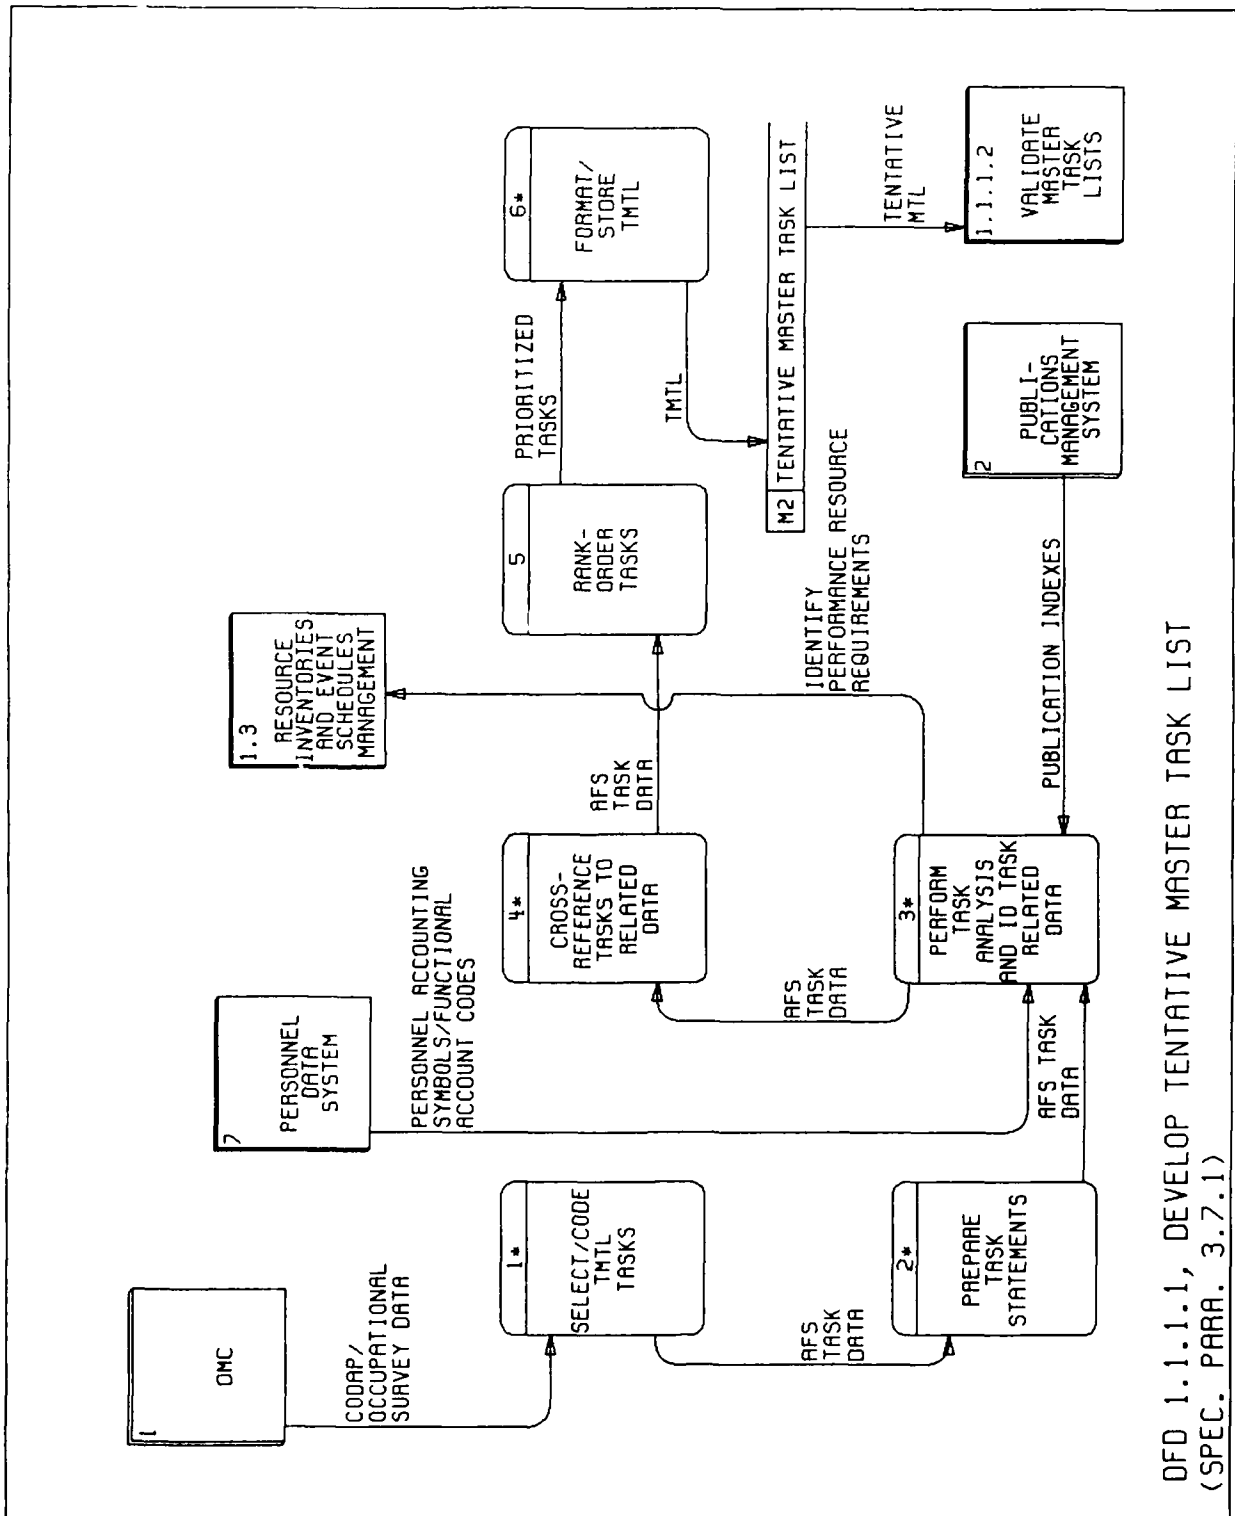 1
OMC
CODAP/
OCCUPATIONAL
SURVEY DATA
7
PERSONNEL
DATA
SYSTEM
PERSONNEL ACCOUNTING
SYMBOLS/FUNCTIONAL
ACCOUNT CODES
1.3
RESOURCE
INVENTORIES
AND EVENT
SCHEDULES
MANAGEMENT
1*
SELECT/CODE
TMTL
TASKS
4*
CROSS-
REFERENCE
TASKS TO
RELATED
DATA
AFS
TASK
DATA
5
RANK-
ORDER
TASKS
PRIORITIZED
TASKS
6*
FORMAT/
STORE
TMTL
TMTL
M2 TENTATIVE MASTER TASK LIST
AFS
TASK
DATA
AFS
TASK
DATA
IDENTIFY
PERFORMANCE RESOURCE
REQUIREMENTS
TENTATIVE
MTL
2*
PREPARE
TASK
STATEMENTS
AFS TASK
DATA
3*
PERFORM
TASK
ANALYSIS
AND ID TASK
RELATED
DATA
PUBLICATION INDEXES
2
PUBLI-
CATIONS
MANAGEMENT
SYSTEM
1.1.1.2
VALIDATE
MASTER
TASK
LISTS
DFD 1.1.1.1, DEVELOP TENTATIVE MASTER TASK LIST
(SPEC. PARA. 3.7.1)